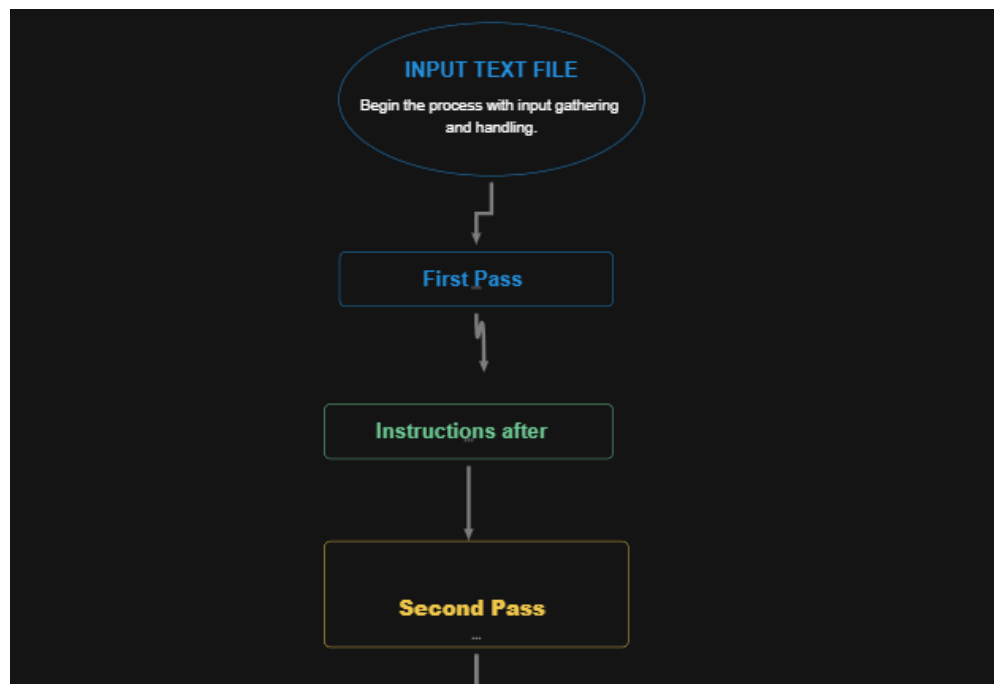 INPUT TEXT FILE
Begin the process with input gathering
and handling.
First Pass
...
Instructions after
...
Second Pass
...